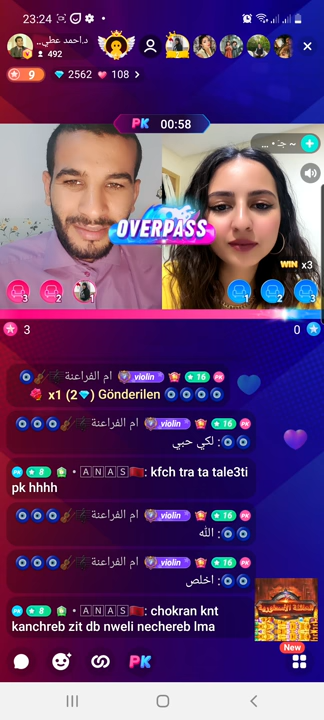 23:24
د.احمد عطي..
492
9
2562
108 >
PK 00:58
~ جـ • ...
OVERPASS
WIN x3
3 2 1
1 2 3
3
0
ام الفراعنة violin 16 PK
x1 (2) Gönderilen
ام الفراعنة violin 16 PK
: لكي حبي
PK 8 • ANAS: kfch tra ta tale3ti
pk hhhh
ام الفراعنة violin 16 PK
: الله
ام الفراعنة violin 16 PK
: اخلص
PK 8 • ANAS: chokran knt
kanchreb zit db nweli nechereb lma
New
PK